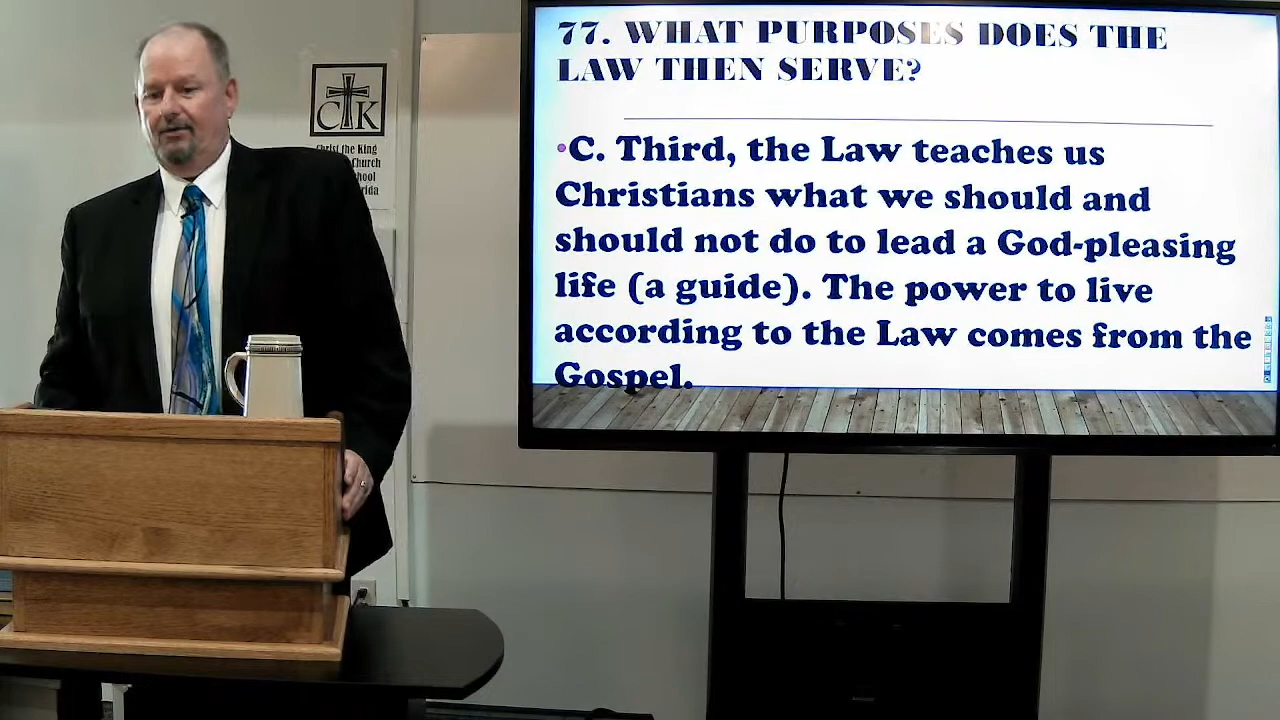 C K
Christ the King
Church
hool
rida
77. WHAT PURPOSES DOES THE
LAW THEN SERVE?
•C. Third, the Law teaches us
Christians what we should and
should not do to lead a God-pleasing
life (a guide). The power to live
according to the Law comes from the
Gospel.